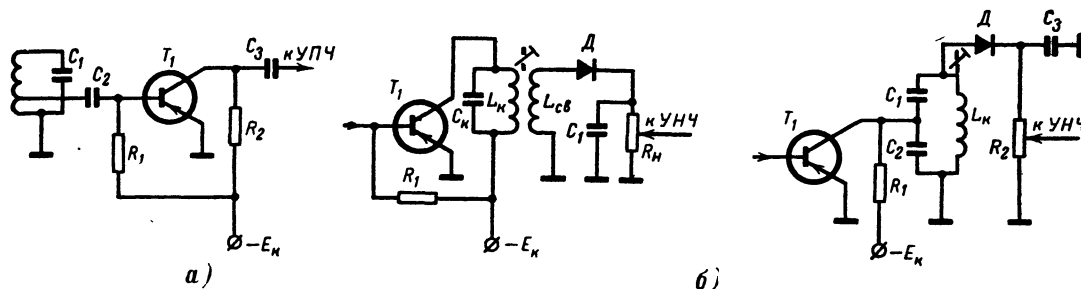 C₁
C₂
T₁
C₃
к УПЧ
R₁
R₂
−Eк
а)
T₁
Cк
Lк
Lсв
Д
C₁
Rн
к УНЧ
R₁
−Eк
T₁
C₁
C₂
Lк
Д
C₃
R₂
к УНЧ
R₁
−Eк
б)